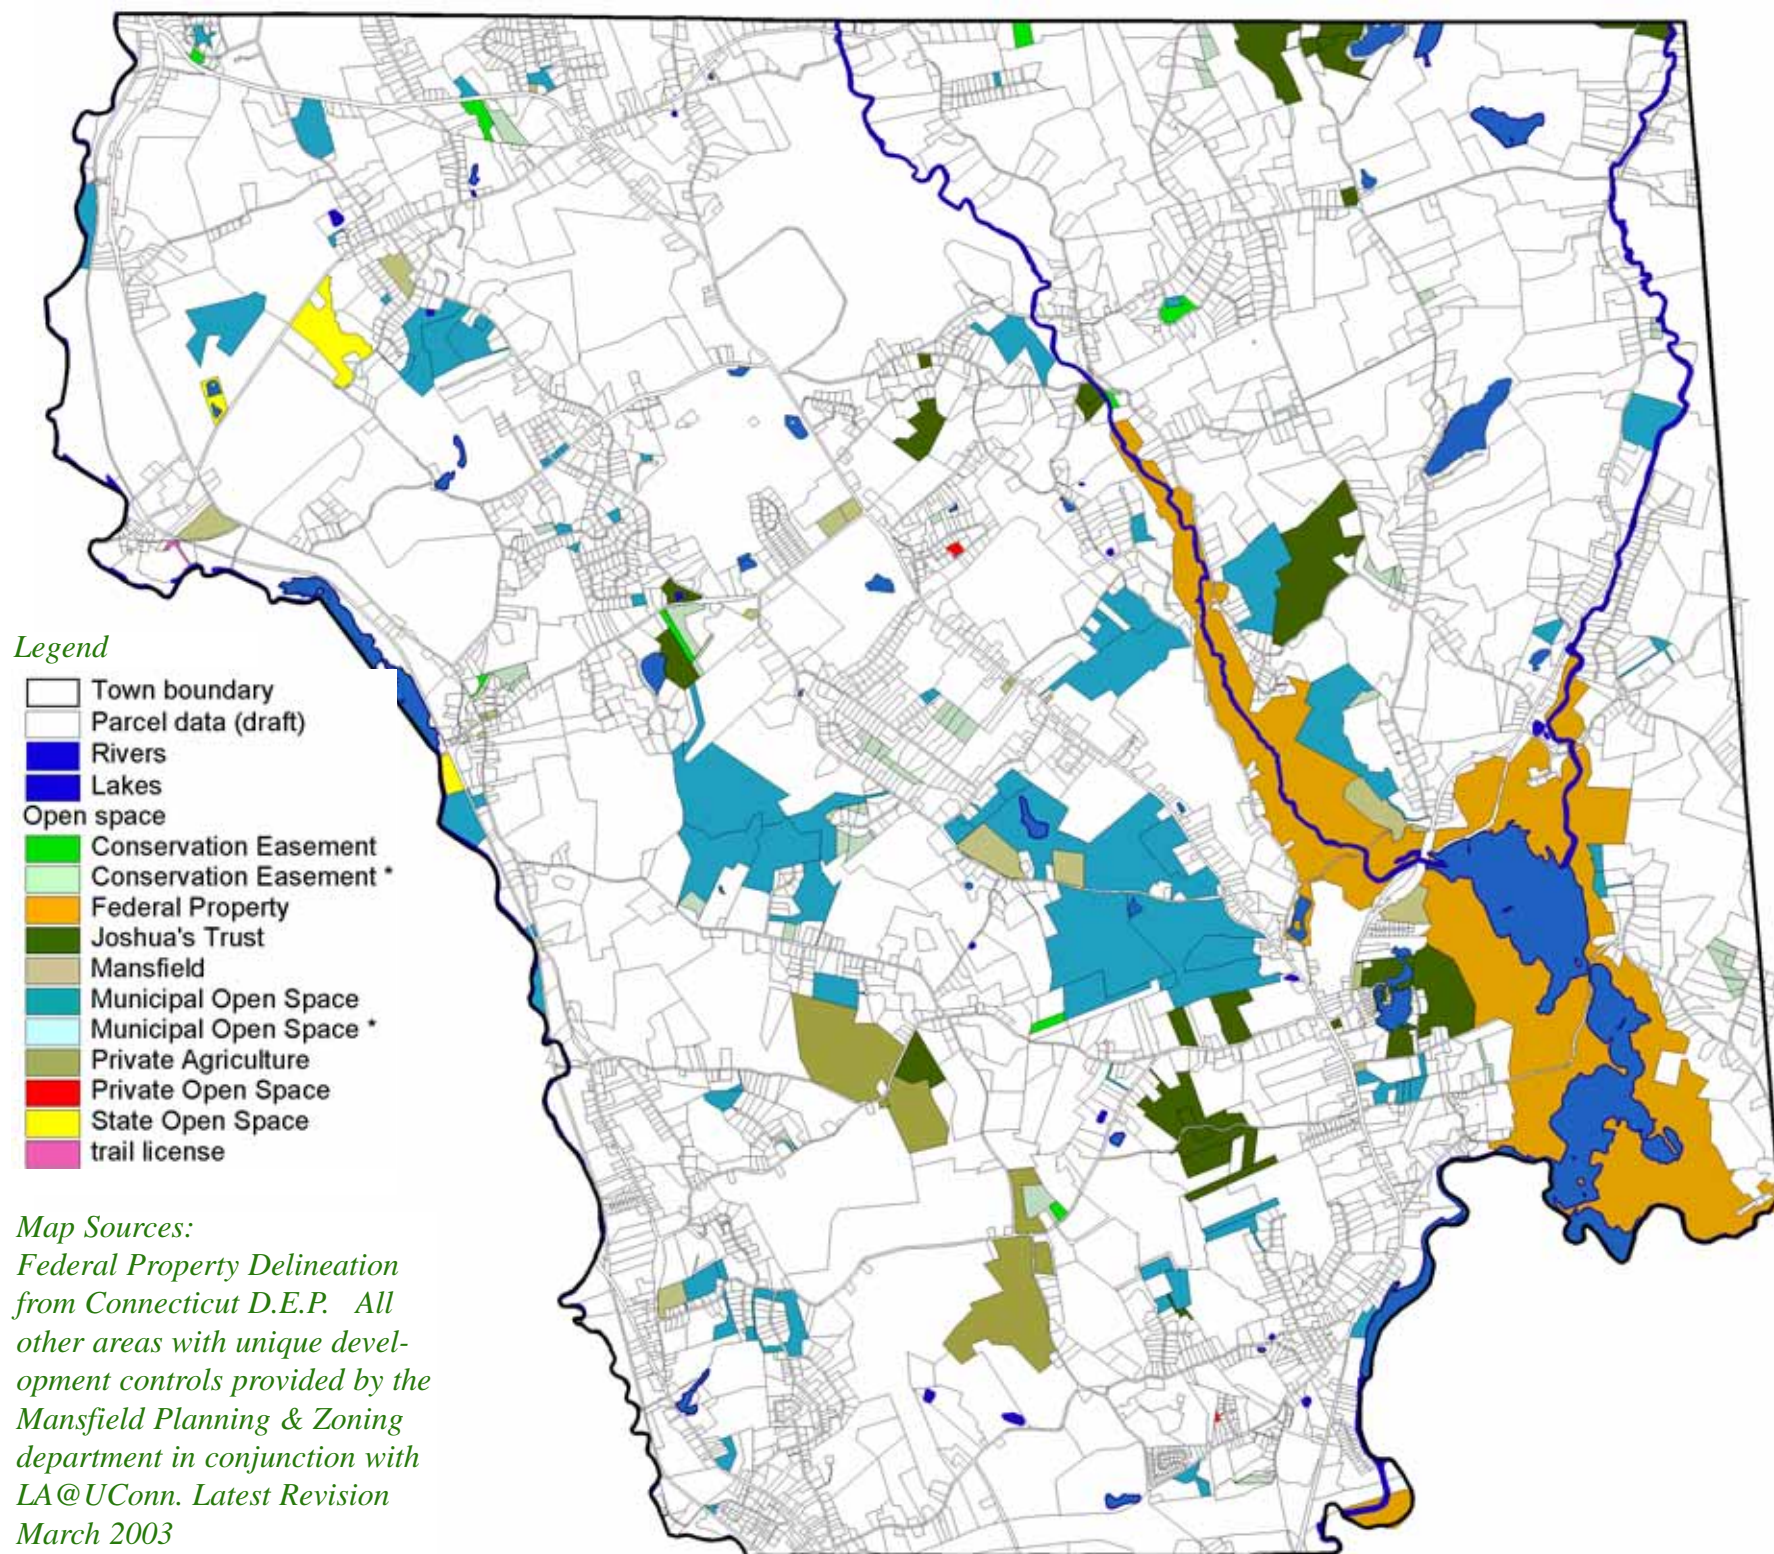 Legend
Town boundary
Parcel data (draft)
Rivers
Lakes
Open space
Conservation Easement
Conservation Easement *
Federal Property
Joshua's Trust
Mansfield
Municipal Open Space
Municipal Open Space *
Private Agriculture
Private Open Space
State Open Space
trail license
Map Sources:
Federal Property Delineation
from Connecticut D.E.P. All
other areas with unique devel-
opment controls provided by the
Mansfield Planning & Zoning
department in conjunction with
LA@UConn. Latest Revision
March 2003